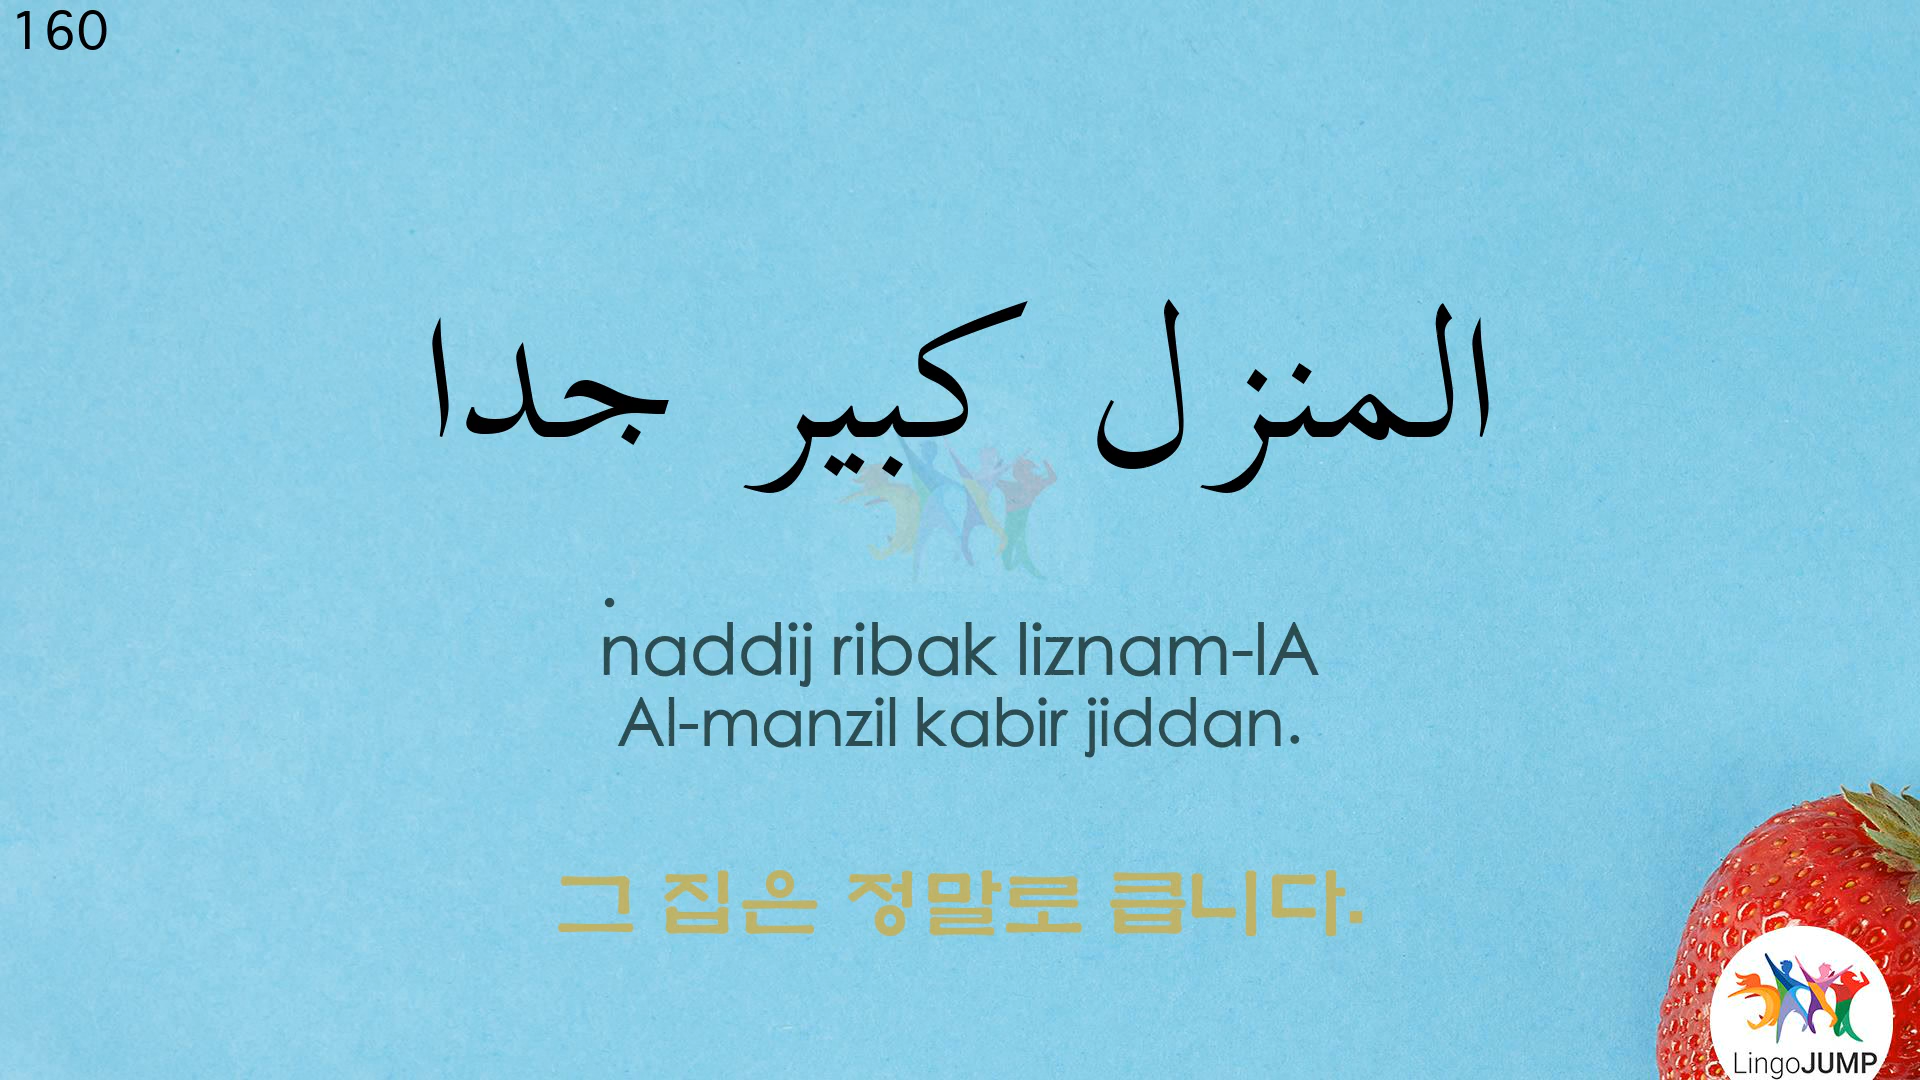 160
المنزل كبير جدا
.
naddij ribak liznam-lA
Al-manzil kabir jiddan.
그 집은 정말로 큽니다.
LingoJUMP